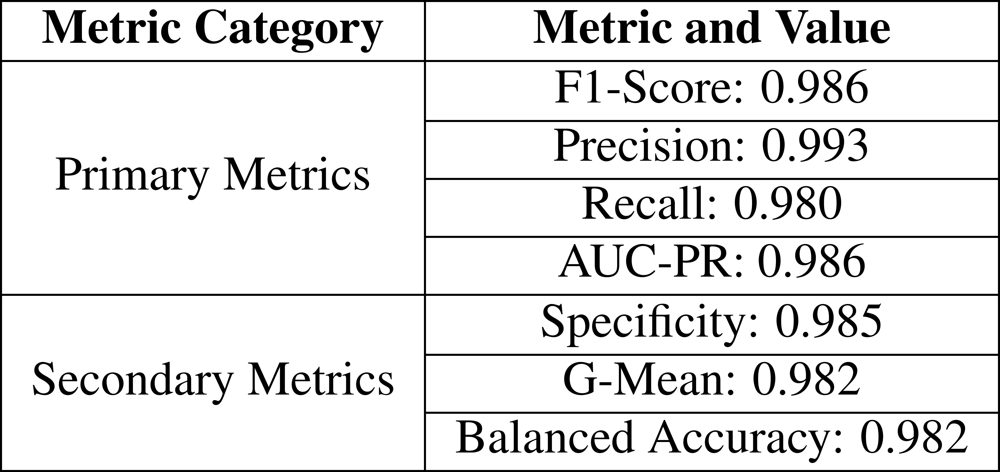 Metric Category Metric and Value
Primary Metrics
F1-Score: 0.986
Precision: 0.993
Recall: 0.980
AUC-PR: 0.986
Secondary Metrics
Specificity: 0.985
G-Mean: 0.982
Balanced Accuracy: 0.982